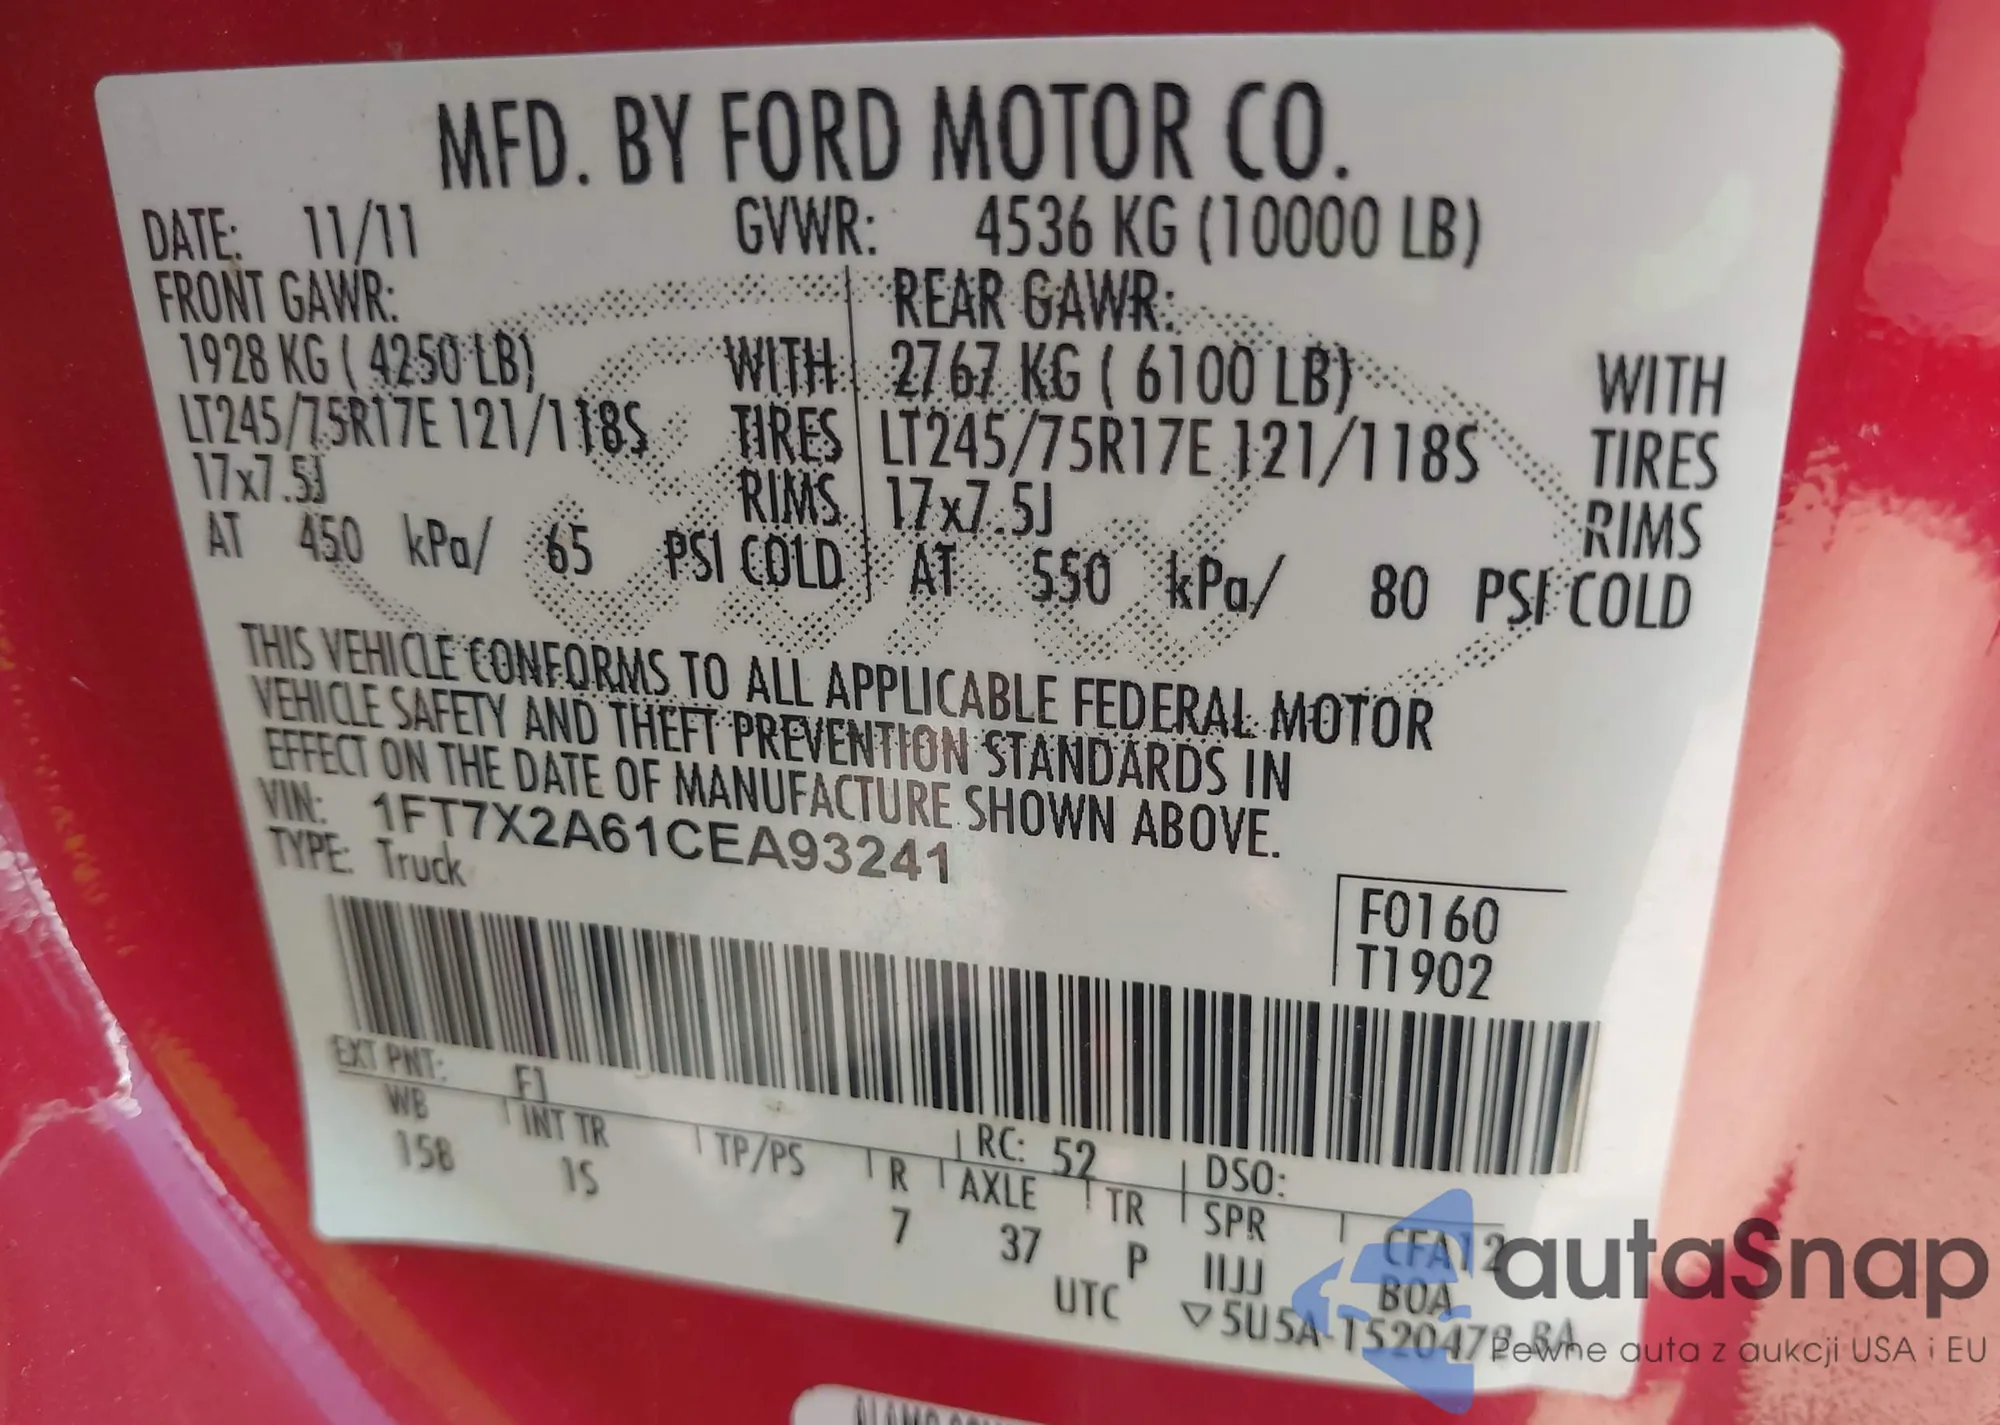 MFD. BY FORD MOTOR CO.
DATE: 11/11 GVWR: 4536 KG (10000 LB)
FRONT GAWR: REAR GAWR:
1928 KG ( 4250 LB) WITH 2767 KG ( 6100 LB) WITH
LT245/75R17E 121/118S TIRES LT245/75R17E 121/118S TIRES
17x7.5J RIMS 17x7.5J RIMS
AT 450 kPa/ 65 PSI COLD AT 550 kPa/ 80 PSI COLD
THIS VEHICLE CONFORMS TO ALL APPLICABLE FEDERAL MOTOR
VEHICLE SAFETY AND THEFT PREVENTION STANDARDS IN
EFFECT ON THE DATE OF MANUFACTURE SHOWN ABOVE.
VIN: 1FT7X2A61CEA93241
TYPE: Truck
F0160
T1902
EXT PNT: F1 RC: 52 DSO:
WB INT TR TP/PS R AXLE TR SPR CFA12
158 1S 7 37 P IIJJ BOA
UTC ▽5U5A-1520472-BA
autaSnap
Pewne auta z aukcji USA i EU
ALAMO